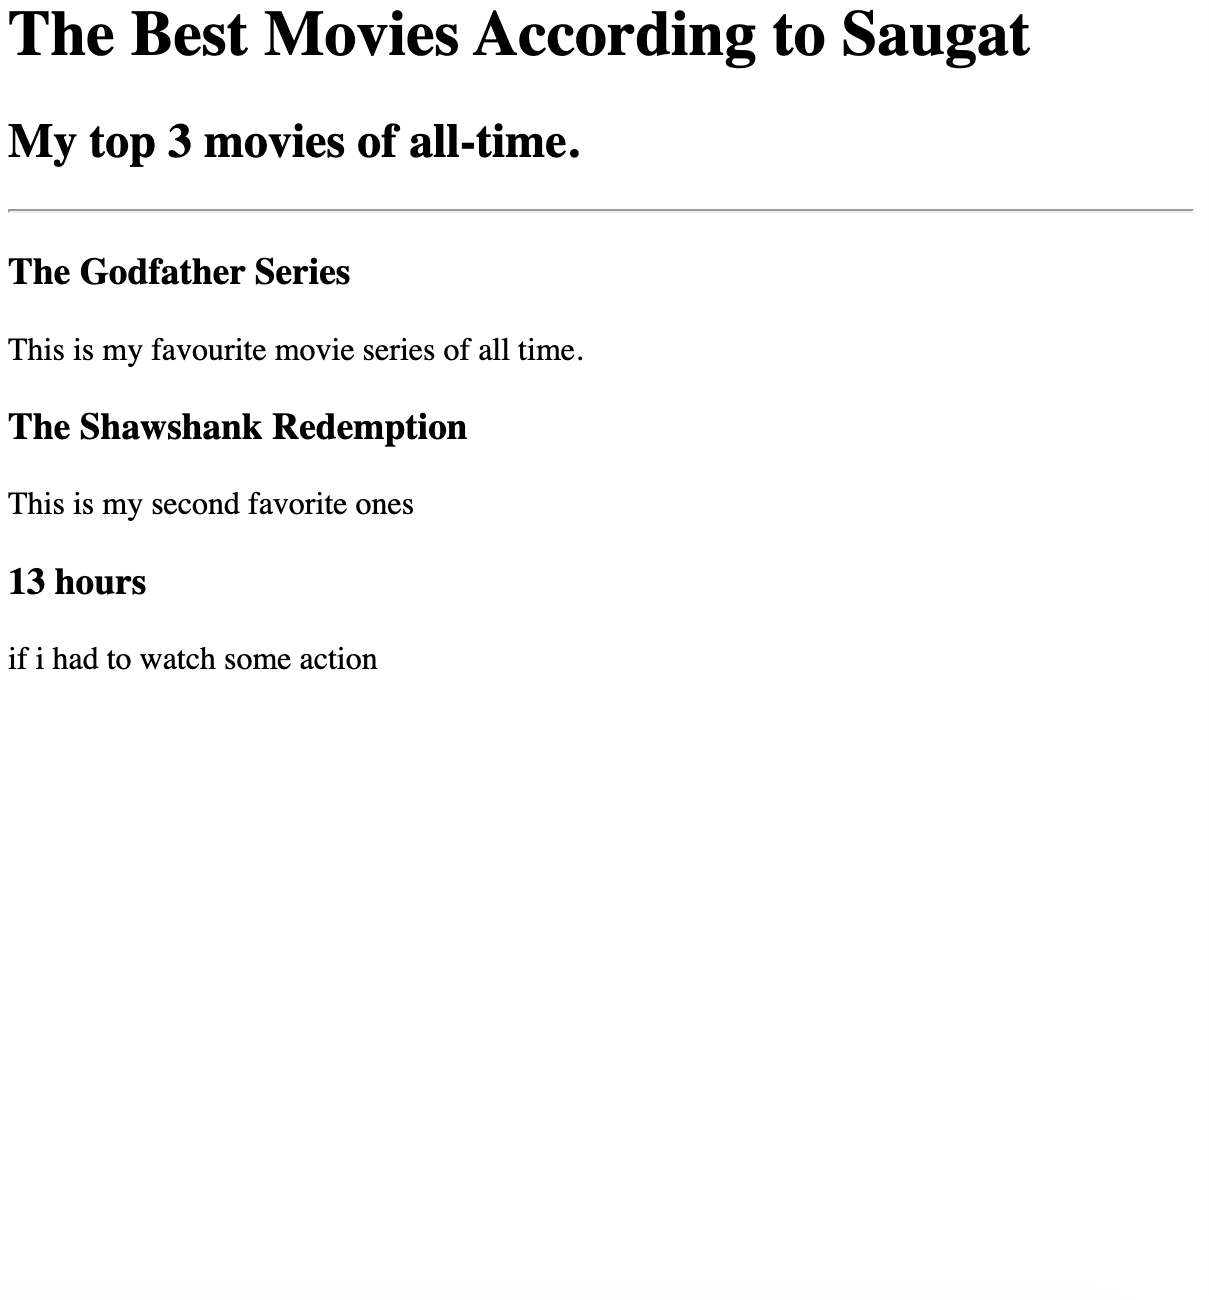 The Best Movies According to Saugat
My top 3 movies of all-time.
The Godfather Series
This is my favourite movie series of all time.
The Shawshank Redemption
This is my second favorite ones
13 hours
if i had to watch some action